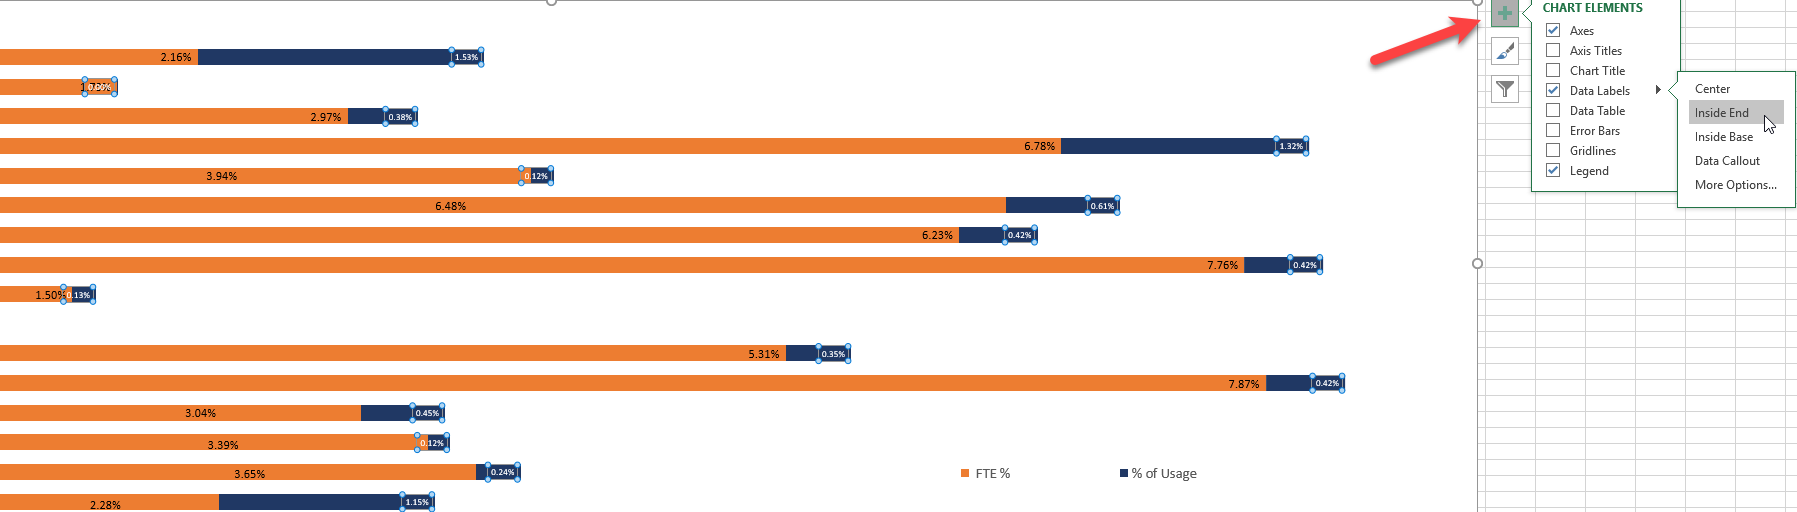 CHART ELEMENTS
Axes
Axis Titles
Chart Title
Data Labels
Data Table
Error Bars
Gridlines
Legend
Center
Inside End
Inside Base
Data Callout
More Options...
2.16% 1.53%
0.00%
2.97% 0.38%
6.78% 1.32%
3.94% 0.12%
6.48% 0.61%
6.23% 0.42%
7.76% 0.42%
1.50% 0.13%
5.31% 0.35%
7.87% 0.42%
3.04% 0.45%
3.39% 0.12%
3.65% 0.24%
2.28% 1.15%
FTE %
% of Usage